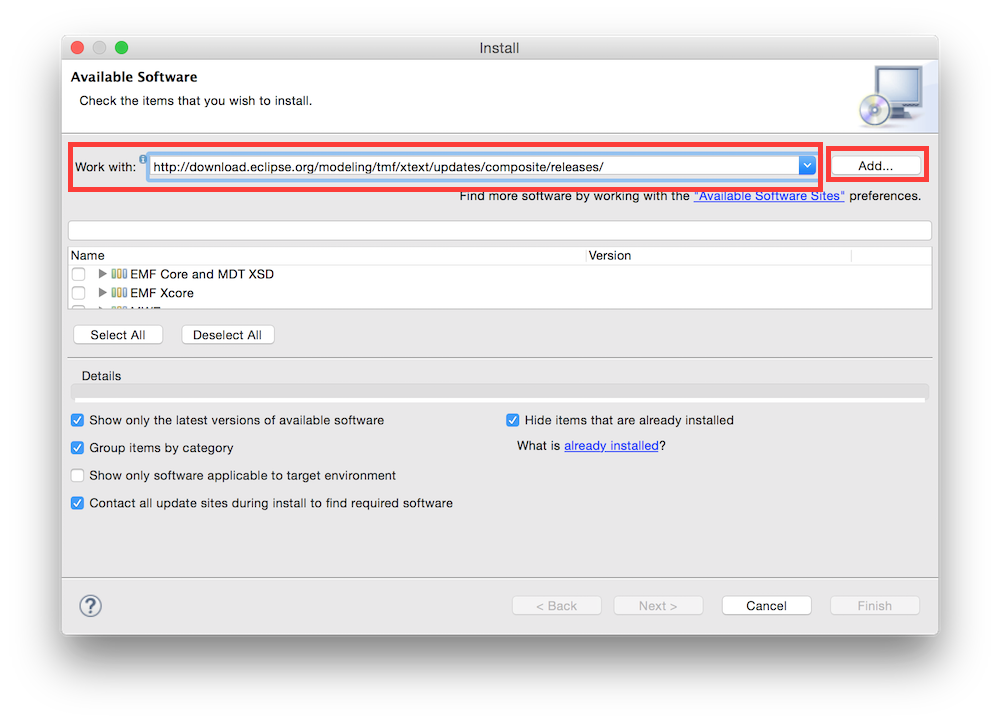 Install
Available Software
Check the items that you wish to install.
Work with: http://download.eclipse.org/modeling/tmf/xtext/updates/composite/releases/ Add...
Find more software by working with the "Available Software Sites" preferences.
Name Version
EMF Core and MDT XSD
EMF Xcore
Select All Deselect All
Details
Show only the latest versions of available software Hide items that are already installed
Group items by category What is already installed?
Show only software applicable to target environment
Contact all update sites during install to find required software
? < Back Next > Cancel Finish